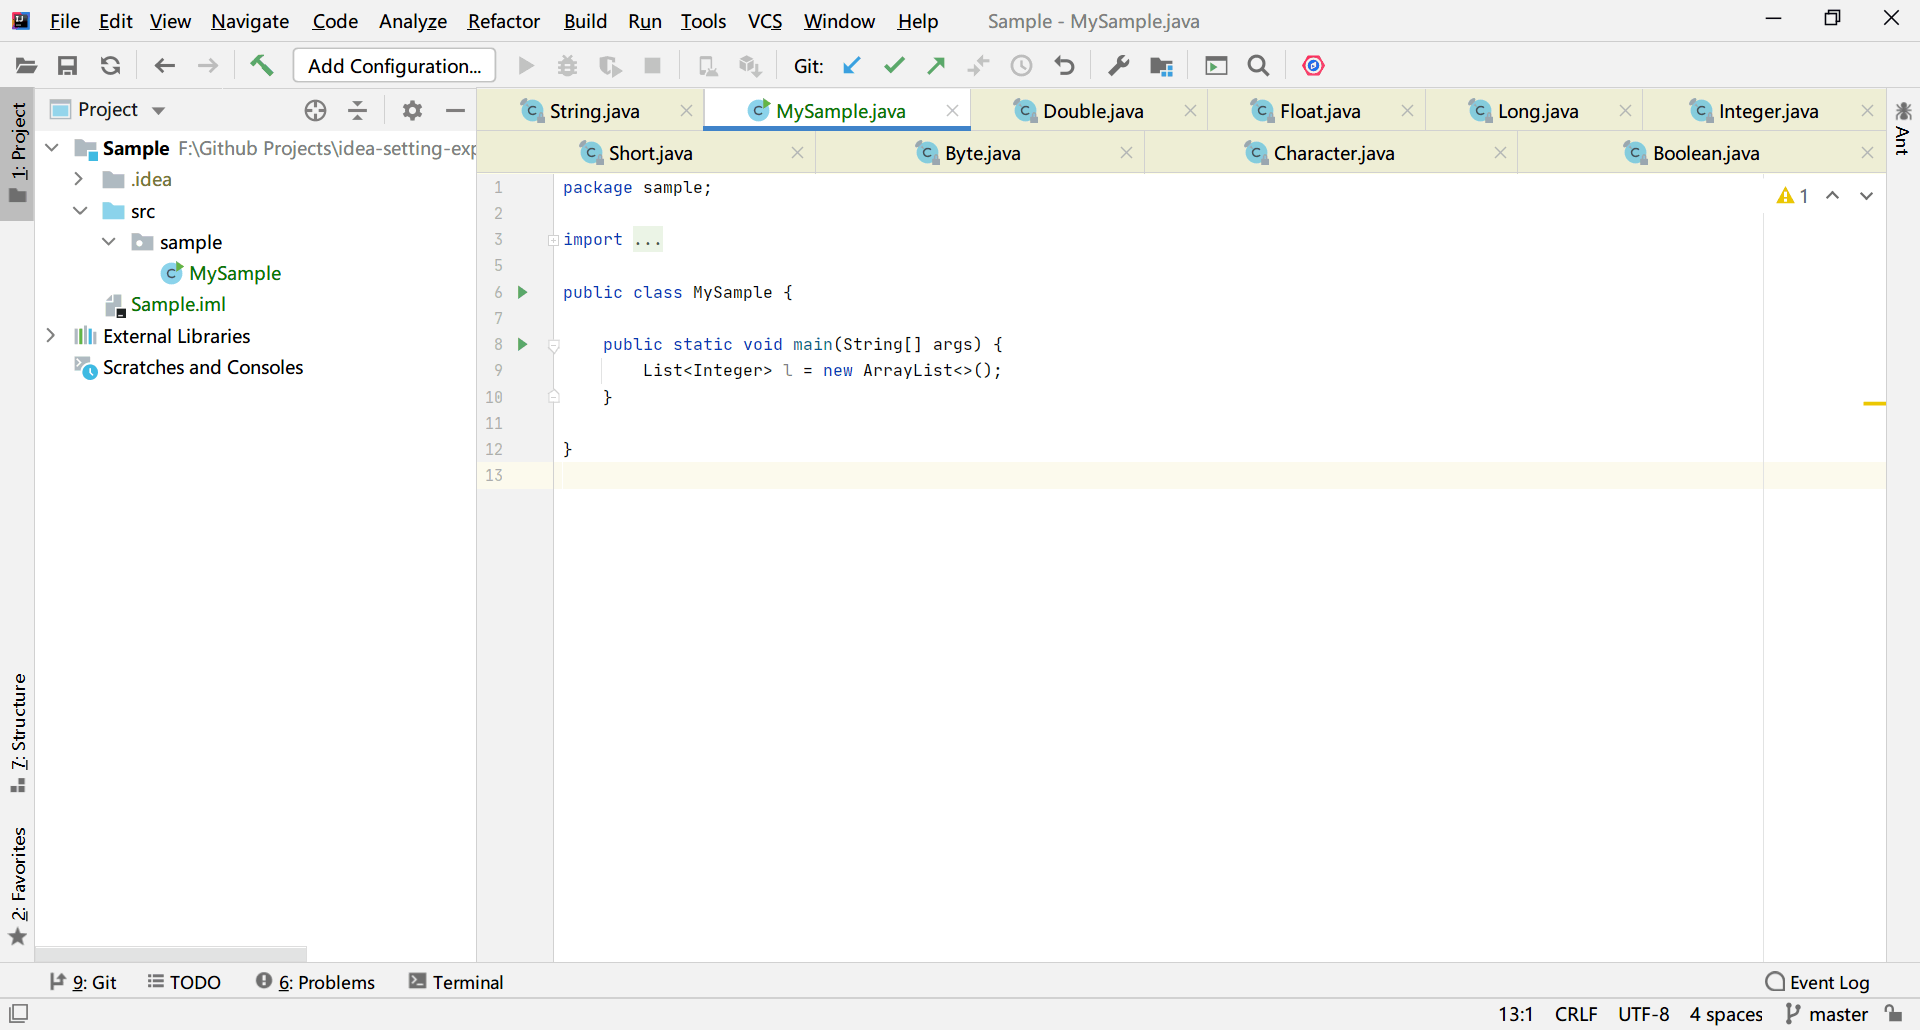 File Edit View Navigate Code Analyze Refactor Build Run Tools VCS Window Help Sample - MySample.java
Add Configuration... Git:
1: Project
Project
Sample F:\Github Projects\idea-setting-exp
.idea
src
sample
MySample
Sample.iml
External Libraries
Scratches and Consoles
7: Structure
2: Favorites
String.java MySample.java Double.java Float.java Long.java Integer.java
Short.java Byte.java Character.java Boolean.java
Ant
1
1 package sample;
2
3 import ...
5
6 public class MySample {
7
8 public static void main(String[] args) {
9 List<Integer> l = new ArrayList<>();
10 }
11
12 }
13
9: Git TODO 6: Problems Terminal Event Log
13:1 CRLF UTF-8 4 spaces master